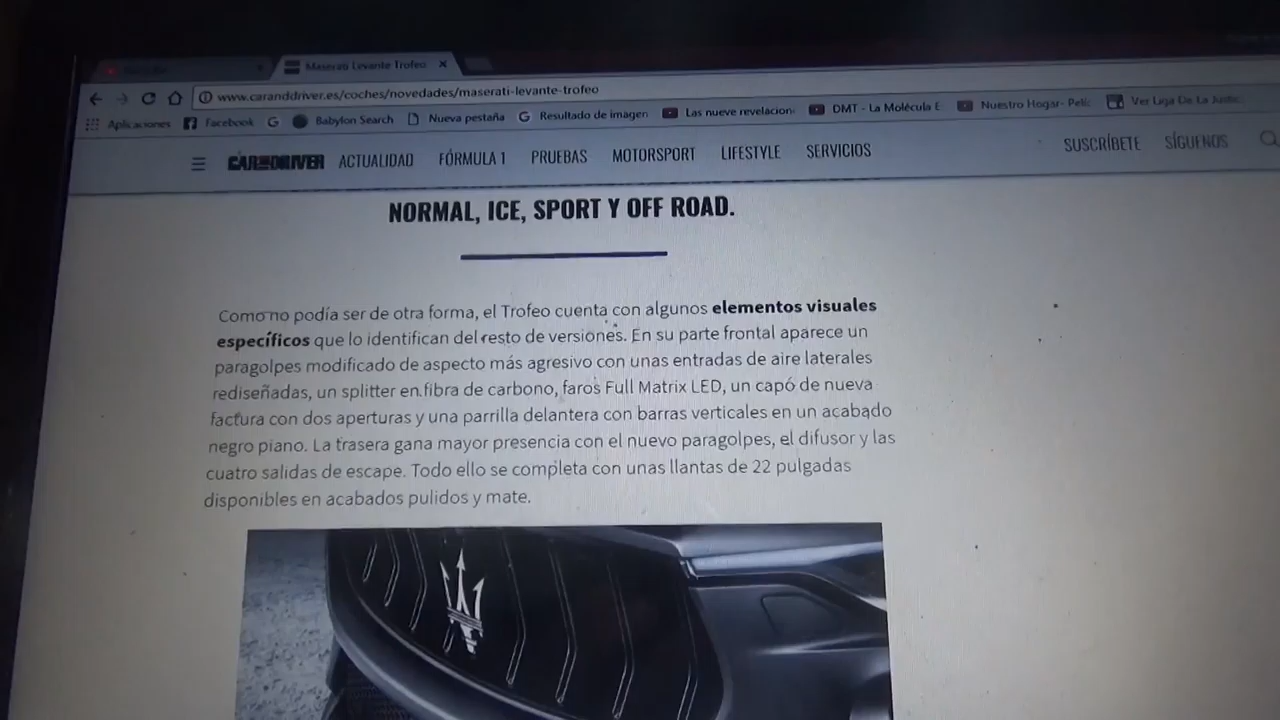 Maserati Levante Trofeo
www.caranddriver.es/coches/novedades/maserati-levante-trofeo
Aplicaciones Facebook Babylon Search Nueva pestaña Resultado de imagen Las nueve revelacion DMT - La Molécula E Nuestro Hogar- Pelíc Ver Liga De La Justic
CAR AND DRIVER ACTUALIDAD FÓRMULA 1 PRUEBAS MOTORSPORT LIFESTYLE SERVICIOS SUSCRÍBETE SÍGUENOS
NORMAL, ICE, SPORT Y OFF ROAD.
Como no podía ser de otra forma, el Trofeo cuenta con algunos elementos visuales
específicos que lo identifican del resto de versiones. En su parte frontal aparece un
paragolpes modificado de aspecto más agresivo con unas entradas de aire laterales
rediseñadas, un splitter en fibra de carbono, faros Full Matrix LED, un capó de nueva
factura con dos aperturas y una parrilla delantera con barras verticales en un acabado
negro piano. La trasera gana mayor presencia con el nuevo paragolpes, el difusor y las
cuatro salidas de escape. Todo ello se completa con unas llantas de 22 pulgadas
disponibles en acabados pulidos y mate.